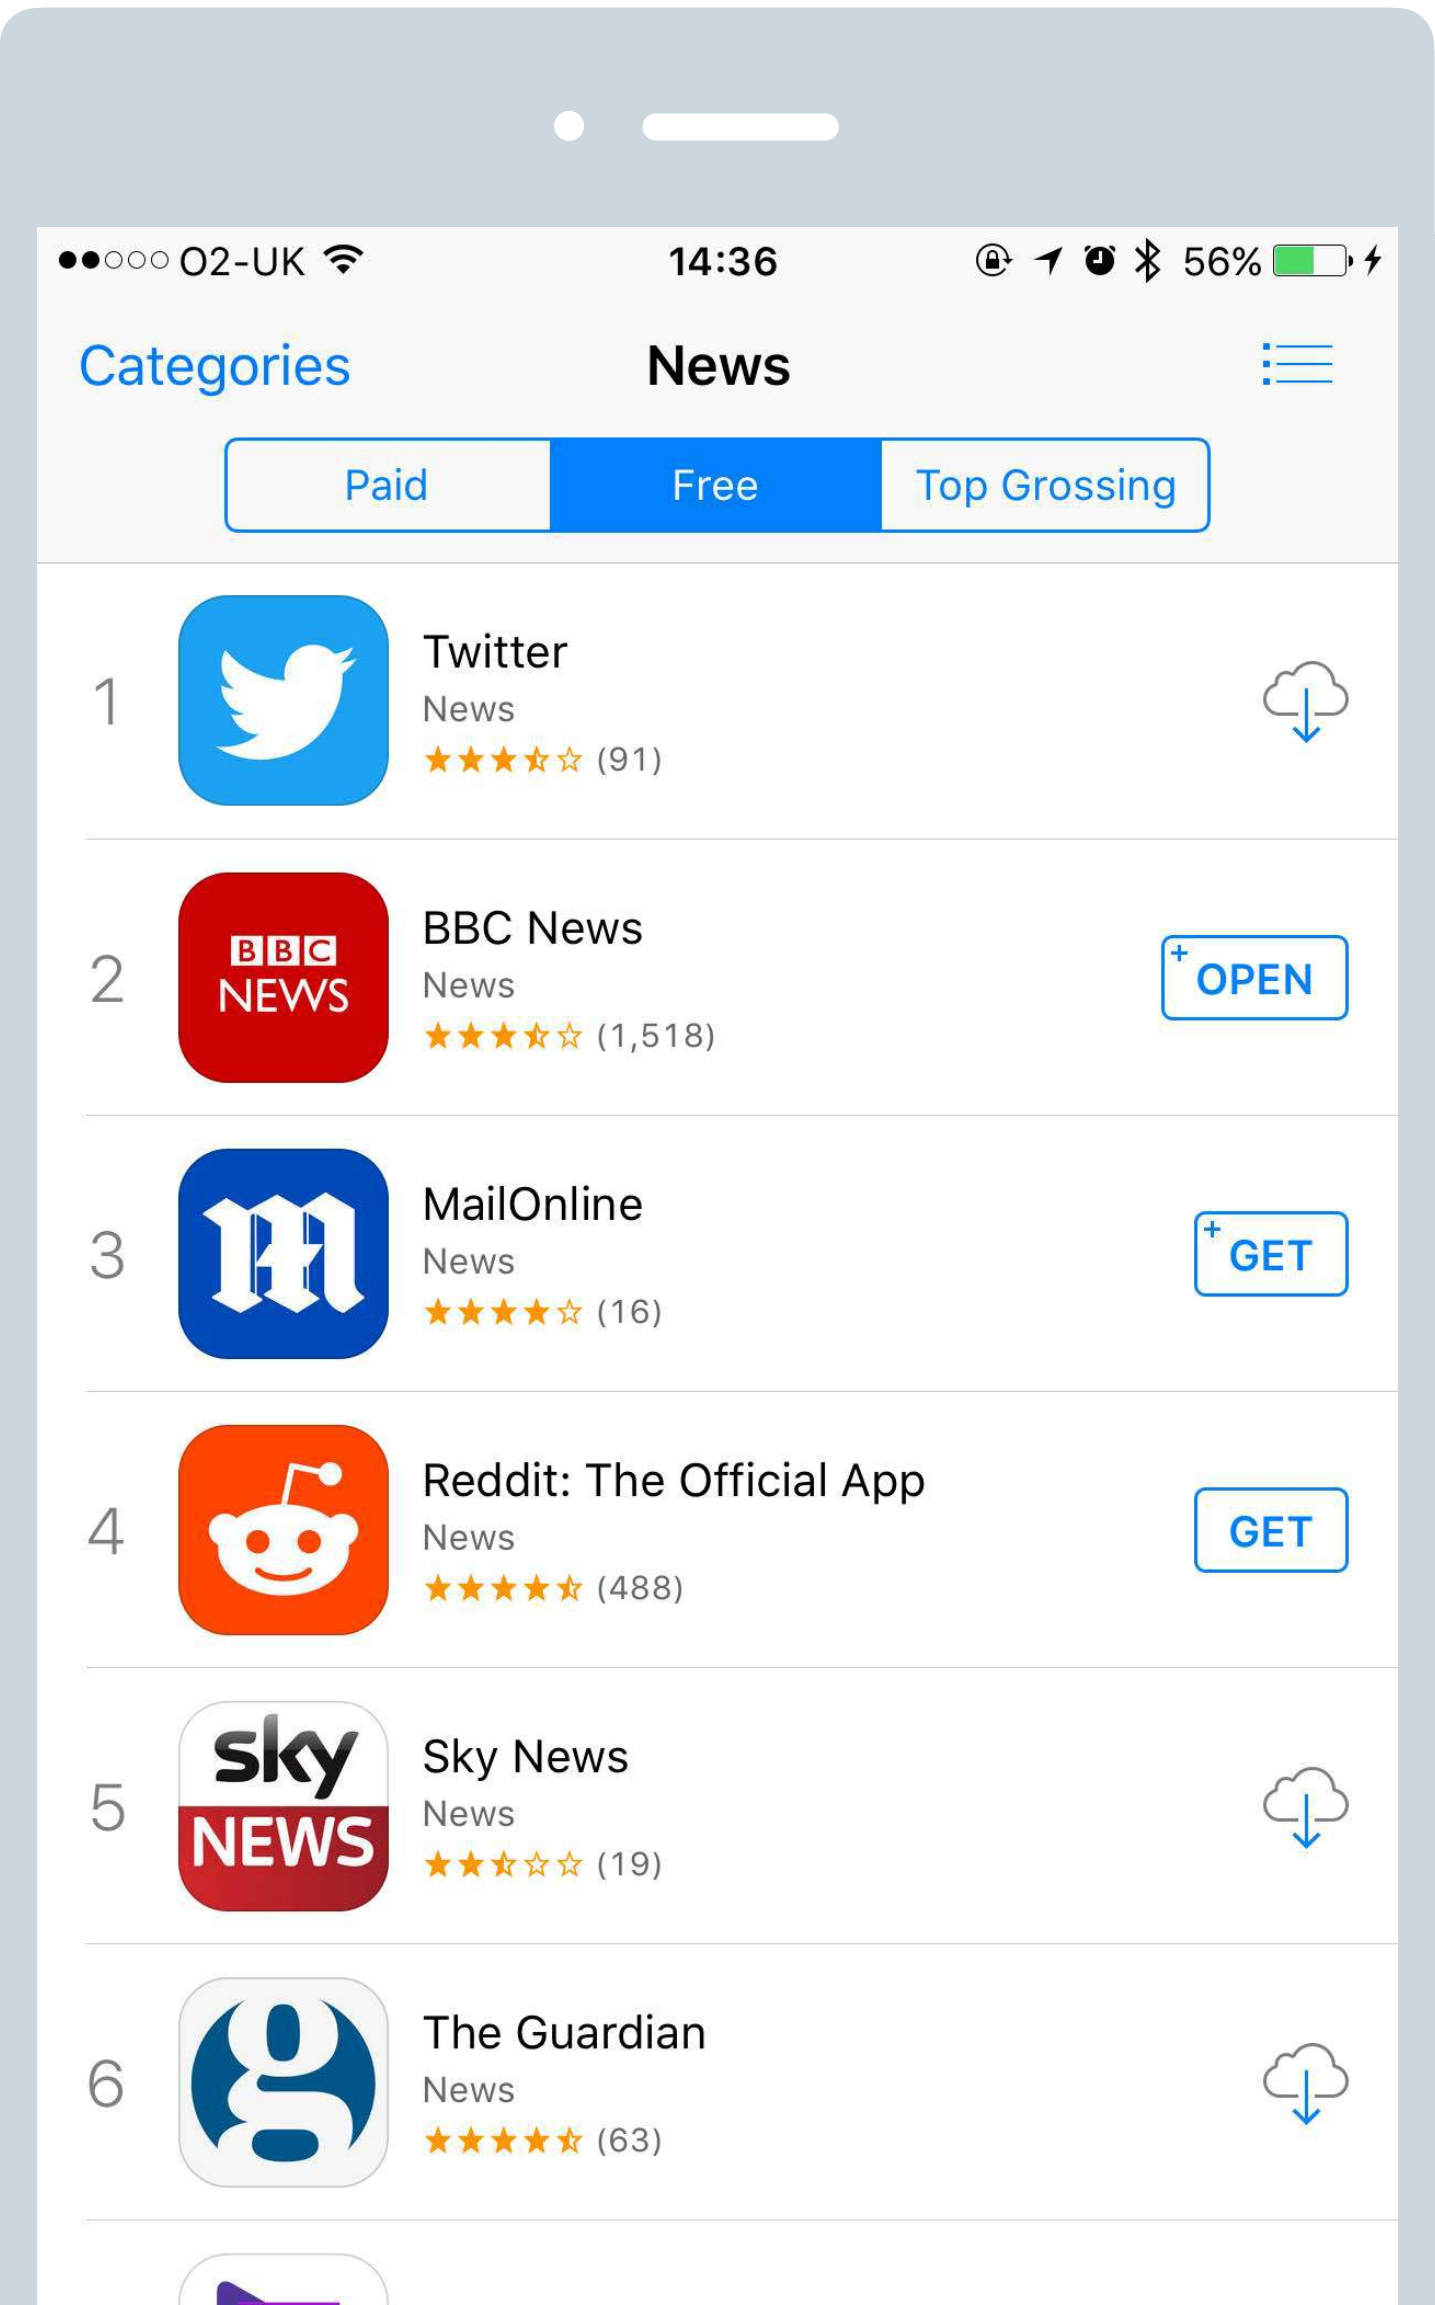 O2-UK 14:36 56%
Categories News
Paid Free Top Grossing
1
Twitter
News
(91)
2
BBC NEWS
BBC News
News
(1,518)
+ OPEN
3
M
MailOnline
News
(16)
+ GET
4
Reddit: The Official App
News
(488)
GET
5
sky NEWS
Sky News
News
(19)
6
g
The Guardian
News
(63)